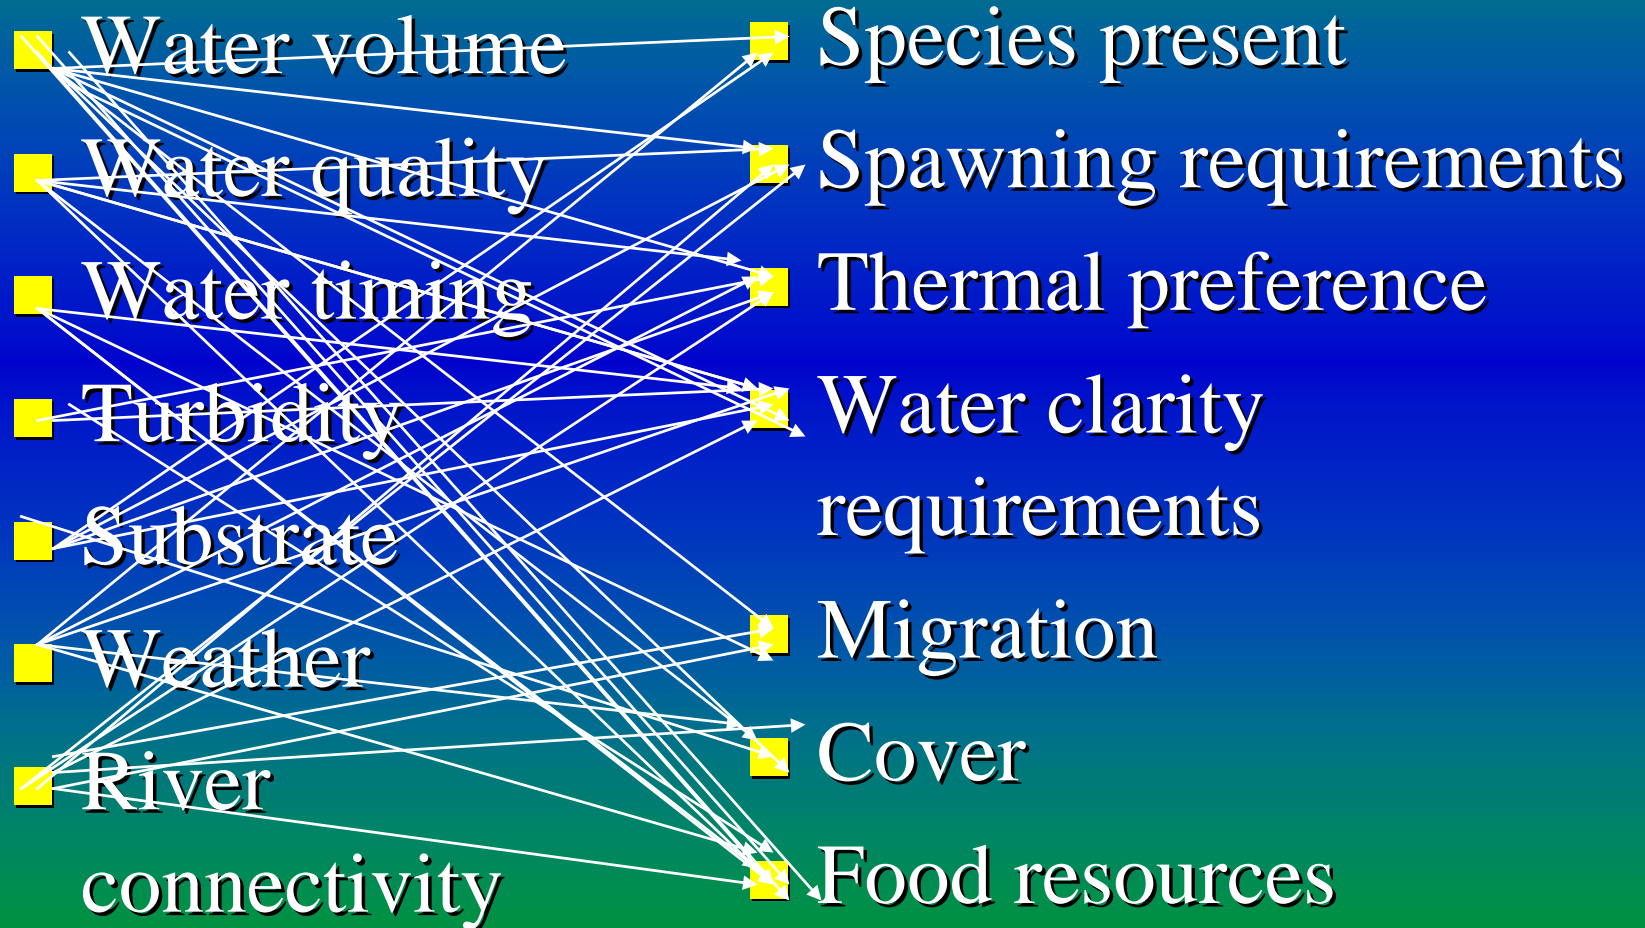 Water volume
Water quality
Water timing
Turbidity
Substrate
Weather
River
connectivity
Species present
Spawning requirements
Thermal preference
Water clarity
requirements
Migration
Cover
Food resources